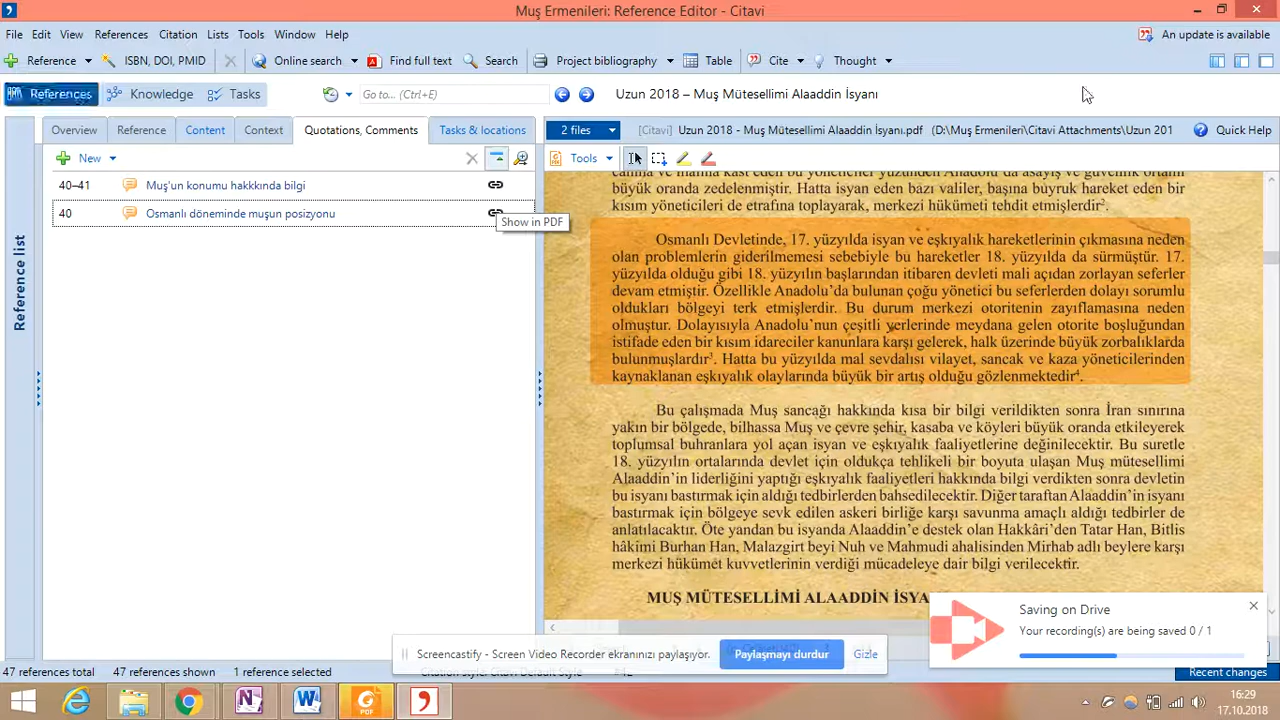 Muş Ermenileri: Reference Editor - Citavi
File Edit View References Citation Lists Tools Window Help
An update is available
Reference ISBN, DOI, PMID Online search Find full text Search Project bibliography Table Cite Thought
References Knowledge Tasks Go to... (Ctrl+E) Uzun 2018 – Muş Mütesellimi Alaaddin İsyanı
Overview Reference Content Context Quotations, Comments Tasks & locations
2 files [Citavi] Uzun 2018 - Muş Mütesellimi Alaaddin İsyanı.pdf (D:\Muş Ermenileri\Citavi Attachments\Uzun 201 Quick Help
New
Tools
40–41 Muş'un konumu hakkkında bilgi
40 Osmanlı döneminde muşun posizyonu
Show in PDF
Reference list
büyük oranda zedelenmiştir. Hatta isyan eden bazı valiler, başına buyruk hareket eden bir
kısım yöneticileri de etrafına toplayarak, merkezi hükümeti tehdit etmişlerdir2.
Osmanlı Devletinde, 17. yüzyılda isyan ve eşkıyalık hareketlerinin çıkmasına neden
olan problemlerin giderilmemesi sebebiyle bu hareketler 18. yüzyılda da sürmüştür. 17.
yüzyılda olduğu gibi 18. yüzyılın başlarından itibaren devleti mali açıdan zorlayan seferler
devam etmiştir. Özellikle Anadolu'da bulunan çoğu yönetici bu seferlerden dolayı sorumlu
oldukları bölgeyi terk etmişlerdir. Bu durum merkezi otoritenin zayıflamasına neden
olmuştur. Dolayısıyla Anadolu'nun çeşitli yerlerinde meydana gelen otorite boşluğundan
istifade eden bir kısım idareciler kanunlara karşı gelerek, halk üzerinde büyük zorbalıklarda
bulunmuşlardır3. Hatta bu yüzyılda mal sevdalısı vilayet, sancak ve kaza yöneticilerinden
kaynaklanan eşkıyalık olaylarında büyük bir artış olduğu gözlenmektedir4.
Bu çalışmada Muş sancağı hakkında kısa bir bilgi verildikten sonra İran sınırına
yakın bir bölgede, bilhassa Muş ve çevre şehir, kasaba ve köyleri büyük oranda etkileyerek
toplumsal buhranlara yol açan isyan ve eşkıyalık faaliyetlerine değinilecektir. Bu suretle
18. yüzyılın ortalarında devlet için oldukça tehlikeli bir boyuta ulaşan Muş mütesellimi
Alaaddin'in liderliğini yaptığı eşkıyalık faaliyetleri hakkında bilgi verdikten sonra devletin
bu isyanı bastırmak için aldığı tedbirlerden bahsedilecektir. Diğer taraftan Alaaddin'in isyanı
bastırmak için bölgeye sevk edilen askeri birliğe karşı savunma amaçlı aldığı tedbirler de
anlatılacaktır. Öte yandan bu isyanda Alaaddin'e destek olan Hakkâri'den Tatar Han, Bitlis
hâkimi Burhan Han, Malazgirt beyi Nuh ve Mahmudi ahalisinden Mirhab adlı beylere karşı
merkezi hükümet kuvvetlerinin verdiği mücadeleye dair bilgi verilecektir.
MUŞ MÜTESELLİMİ ALAADDİN İSYA
Saving on Drive
Your recording(s) are being saved 0 / 1
Screencastify - Screen Video Recorder ekranınızı paylaşıyor. Paylaşmayı durdur Gizle
47 references total 47 references shown 1 reference selected
Recent changes
16:29
17.10.2018